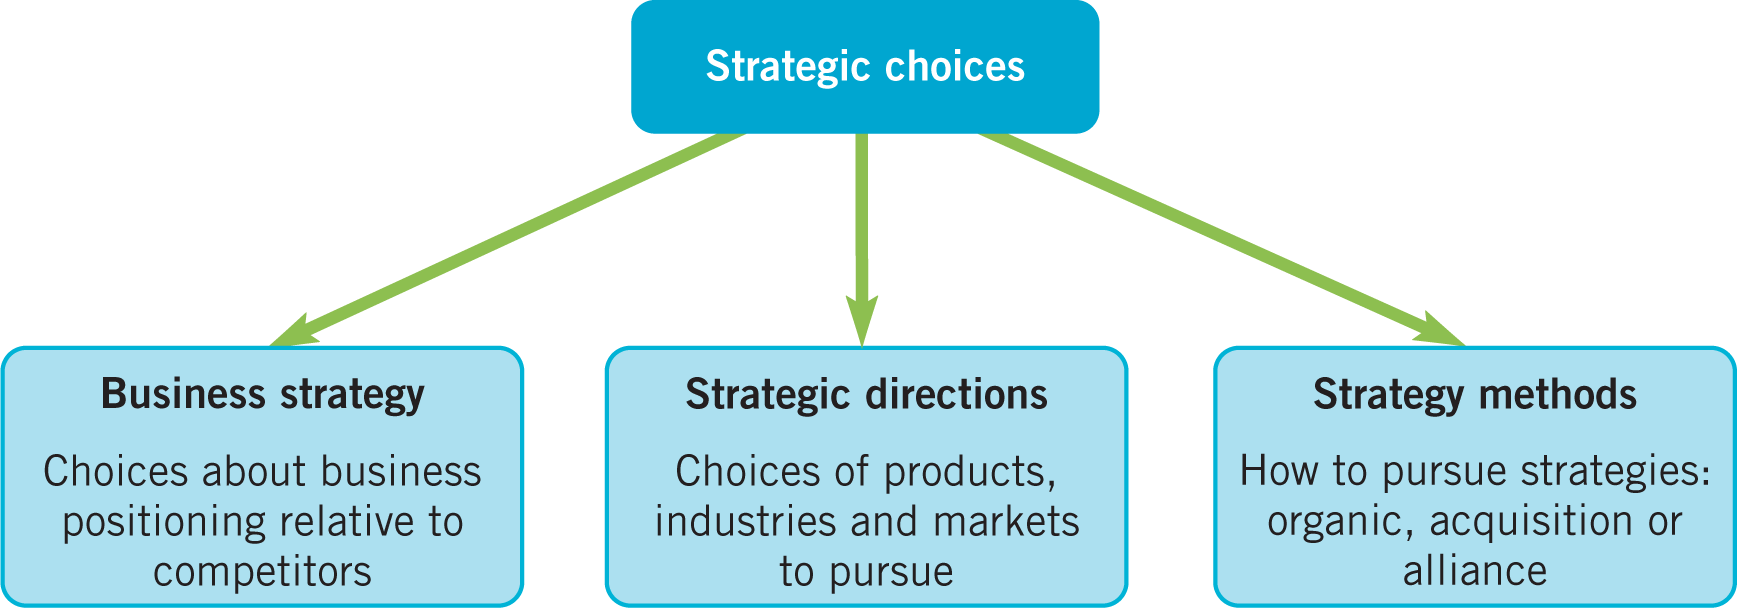 Strategic choices
Business strategy
Choices about business
positioning relative to
competitors
Strategic directions
Choices of products,
industries and markets
to pursue
Strategy methods
How to pursue strategies:
organic, acquisition or
alliance